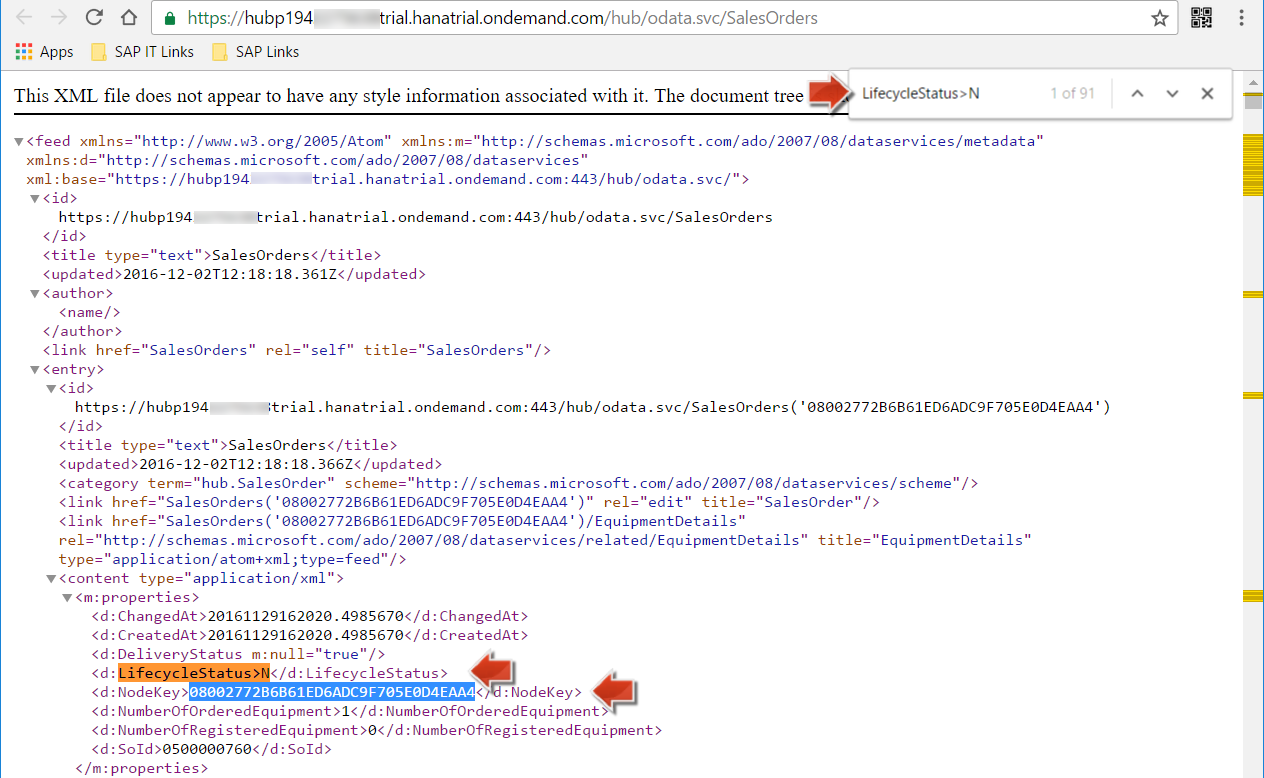 https://hubp194 trial.hanatrial.ondemand.com/hub/odata.svc/SalesOrders
Apps SAP IT Links SAP Links
LifecycleStatus>N 1 of 91
This XML file does not appear to have any style information associated with it. The document tree
<feed xmlns="http://www.w3.org/2005/Atom" xmlns:m="http://schemas.microsoft.com/ado/2007/08/dataservices/metadata"
xmlns:d="http://schemas.microsoft.com/ado/2007/08/dataservices"
xml:base="https://hubp194 trial.hanatrial.ondemand.com:443/hub/odata.svc/">
<id>
https://hubp194 trial.hanatrial.ondemand.com:443/hub/odata.svc/SalesOrders
</id>
<title type="text">SalesOrders</title>
<updated>2016-12-02T12:18:18.361Z</updated>
<author>
<name/>
</author>
<link href="SalesOrders" rel="self" title="SalesOrders"/>
<entry>
<id>
https://hubp194 trial.hanatrial.ondemand.com:443/hub/odata.svc/SalesOrders('08002772B6B61ED6ADC9F705E0D4EAA4')
</id>
<title type="text">SalesOrders</title>
<updated>2016-12-02T12:18:18.366Z</updated>
<category term="hub.SalesOrder" scheme="http://schemas.microsoft.com/ado/2007/08/dataservices/scheme"/>
<link href="SalesOrders('08002772B6B61ED6ADC9F705E0D4EAA4')" rel="edit" title="SalesOrder"/>
<link href="SalesOrders('08002772B6B61ED6ADC9F705E0D4EAA4')/EquipmentDetails"
rel="http://schemas.microsoft.com/ado/2007/08/dataservices/related/EquipmentDetails" title="EquipmentDetails"
type="application/atom+xml;type=feed"/>
<content type="application/xml">
<m:properties>
<d:ChangedAt>20161129162020.4985670</d:ChangedAt>
<d:CreatedAt>20161129162020.4985670</d:CreatedAt>
<d:DeliveryStatus m:null="true"/>
<d:LifecycleStatus>N</d:LifecycleStatus>
<d:NodeKey>08002772B6B61ED6ADC9F705E0D4EAA4</d:NodeKey>
<d:NumberOfOrderedEquipment>1</d:NumberOfOrderedEquipment>
<d:NumberOfRegisteredEquipment>0</d:NumberOfRegisteredEquipment>
<d:SoId>0500000760</d:SoId>
</m:properties>